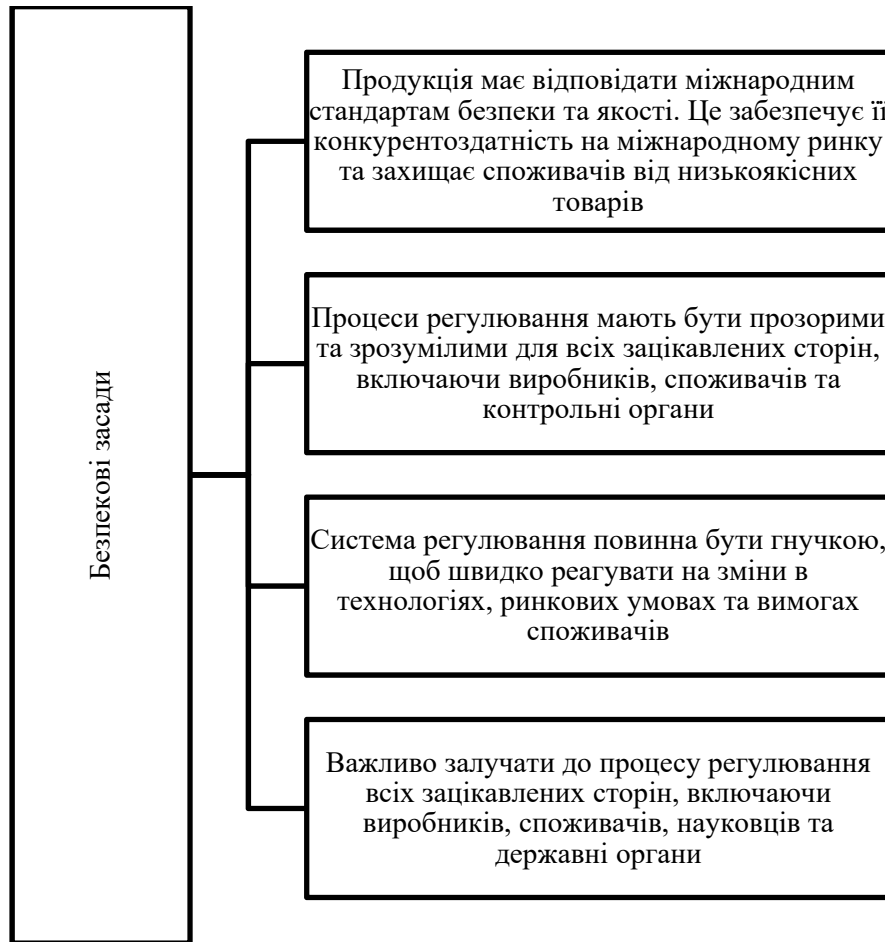 Безпекові засади
Продукція має відповідати міжнародним
стандартам безпеки та якості. Це забезпечує її
конкурентоздатність на міжнародному ринку
та захищає споживачів від низькоякісних
товарів
Процеси регулювання мають бути прозорими
та зрозумілими для всіх зацікавлених сторін,
включаючи виробників, споживачів та
контрольні органи
Система регулювання повинна бути гнучкою,
щоб швидко реагувати на зміни в
технологіях, ринкових умовах та вимогах
споживачів
Важливо залучати до процесу регулювання
всіх зацікавлених сторін, включаючи
виробників, споживачів, науковців та
державні органи